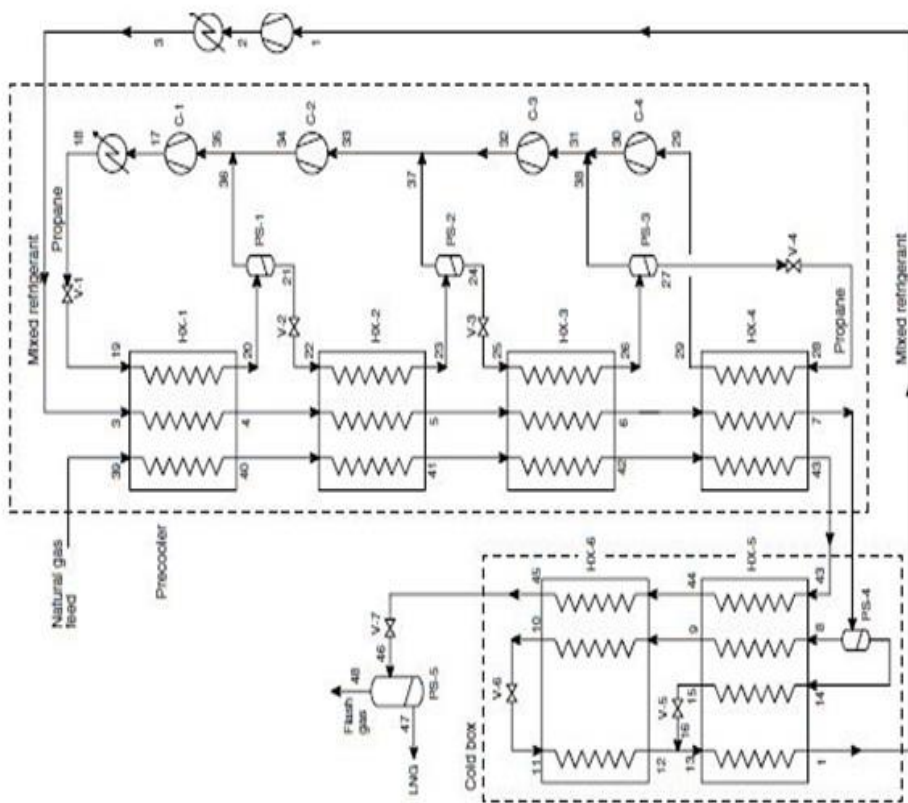 Mixed refrigerant
3
Propane
Natural gas
feed
V-1
18
39
3
19
17
C-1
2
Precooler
HX-1
40
4
20
36
35
PS-1
21
V-2
1
34
C-2
33
22
HX-2
41
5
23
37
PS-2
24
V-3
25
HX-3
42
6
26
32
C-3
31
38
PS-3
27
30
C-4
29
29
HX-4
43
7
28
V-4
Propane
Cold box
LNG
47
48
Flash
gas
PS-5
46
V-7
V-6
11
10
45
HX-6
12
16
V-5
15
9
44
13
HX-5
1
14
8
43
PS-4
Mixed refrigerant